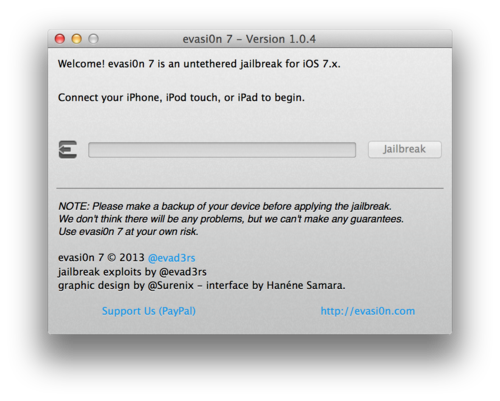 evasi0n 7 – Version 1.0.4
Welcome! evasi0n 7 is an untethered jailbreak for iOS 7.x.
Connect your iPhone, iPod touch, or iPad to begin.
Jailbreak
NOTE: Please make a backup of your device before applying the jailbreak.
We don't think there will be any problems, but we can't make any guarantees.
Use evasi0n 7 at your own risk.
evasi0n 7 © 2013 @evad3rs
jailbreak exploits by @evad3rs
graphic design by @Surenix – interface by Hanéne Samara.
Support Us (PayPal) http://evasi0n.com